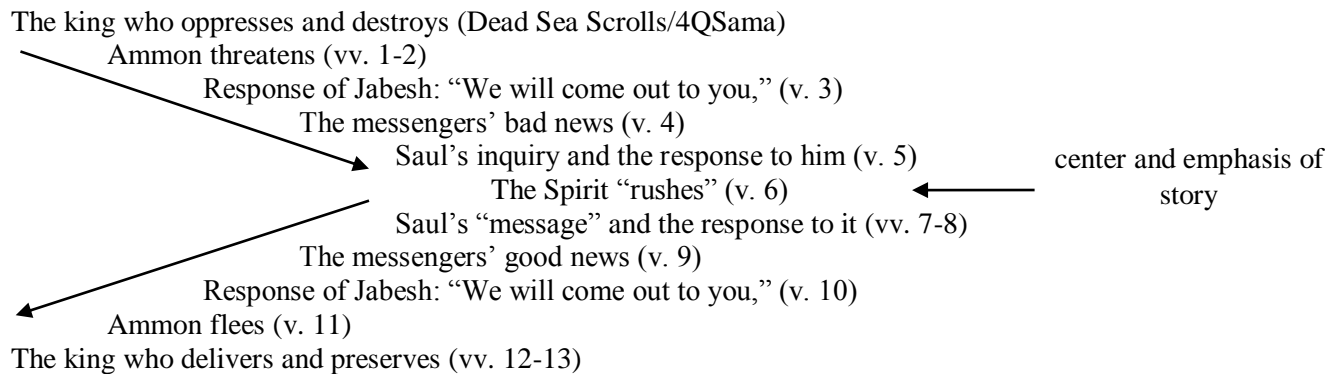 The king who oppresses and destroys (Dead Sea Scrolls/4QSama)
Ammon threatens (vv. 1-2)
Response of Jabesh: “We will come out to you,” (v. 3)
The messengers’ bad news (v. 4)
Saul’s inquiry and the response to him (v. 5)
The Spirit “rushes” (v. 6)
center and emphasis of
story
Saul’s “message” and the response to it (vv. 7-8)
The messengers’ good news (v. 9)
Response of Jabesh: “We will come out to you,” (v. 10)
Ammon flees (v. 11)
The king who delivers and preserves (vv. 12-13)